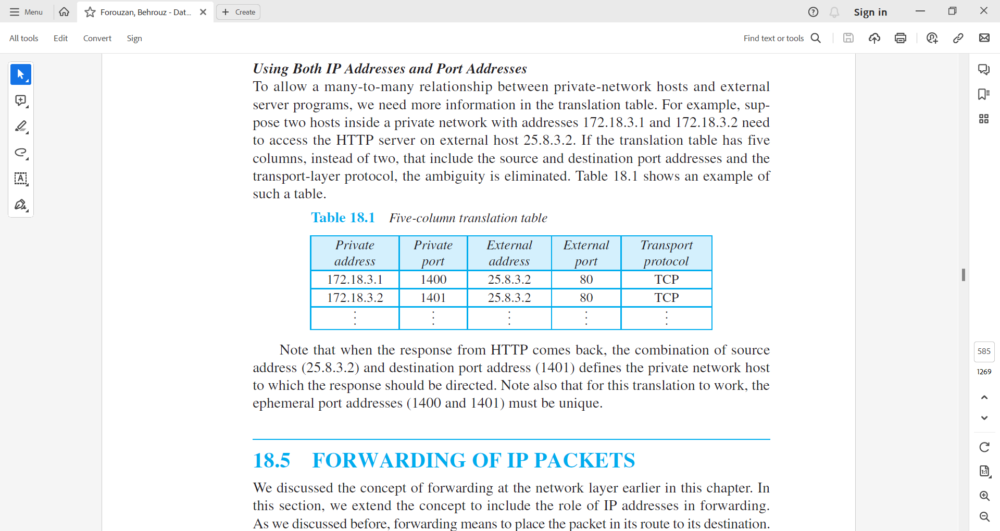 Menu
Forouzan, Behrouz - Dat...
Create
Sign in
All tools
Edit
Convert
Sign
Find text or tools
Using Both IP Addresses and Port Addresses
To allow a many-to-many relationship between private-network hosts and external
server programs, we need more information in the translation table. For example, sup-
pose two hosts inside a private network with addresses 172.18.3.1 and 172.18.3.2 need
to access the HTTP server on external host 25.8.3.2. If the translation table has five
columns, instead of two, that include the source and destination port addresses and the
transport-layer protocol, the ambiguity is eliminated. Table 18.1 shows an example of
such a table.
Table 18.1 Five-column translation table
Private address Private port External address External port Transport protocol
172.18.3.1 1400 25.8.3.2 80 TCP
172.18.3.2 1401 25.8.3.2 80 TCP
Note that when the response from HTTP comes back, the combination of source
address (25.8.3.2) and destination port address (1401) defines the private network host
to which the response should be directed. Note also that for this translation to work, the
ephemeral port addresses (1400 and 1401) must be unique.
18.5 FORWARDING OF IP PACKETS
We discussed the concept of forwarding at the network layer earlier in this chapter. In
this section, we extend the concept to include the role of IP addresses in forwarding.
As we discussed before, forwarding means to place the packet in its route to its destination.
585
1269